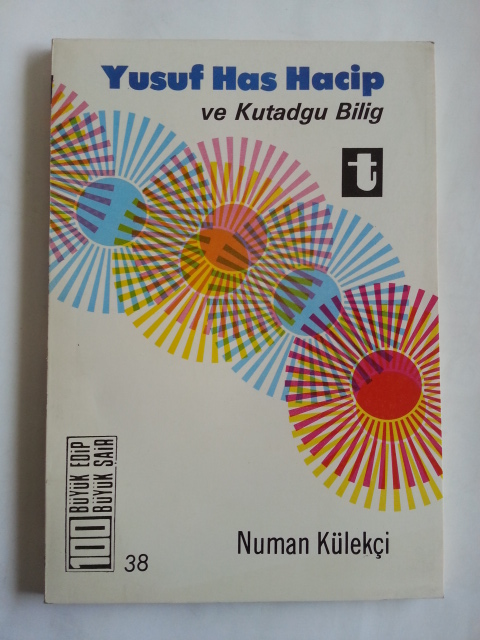 Yusuf Has Hacip
ve Kutadgu Bilig
t
100 BÜYÜK EDİP
BÜYÜK ŞAİR
38
Numan Külekçi